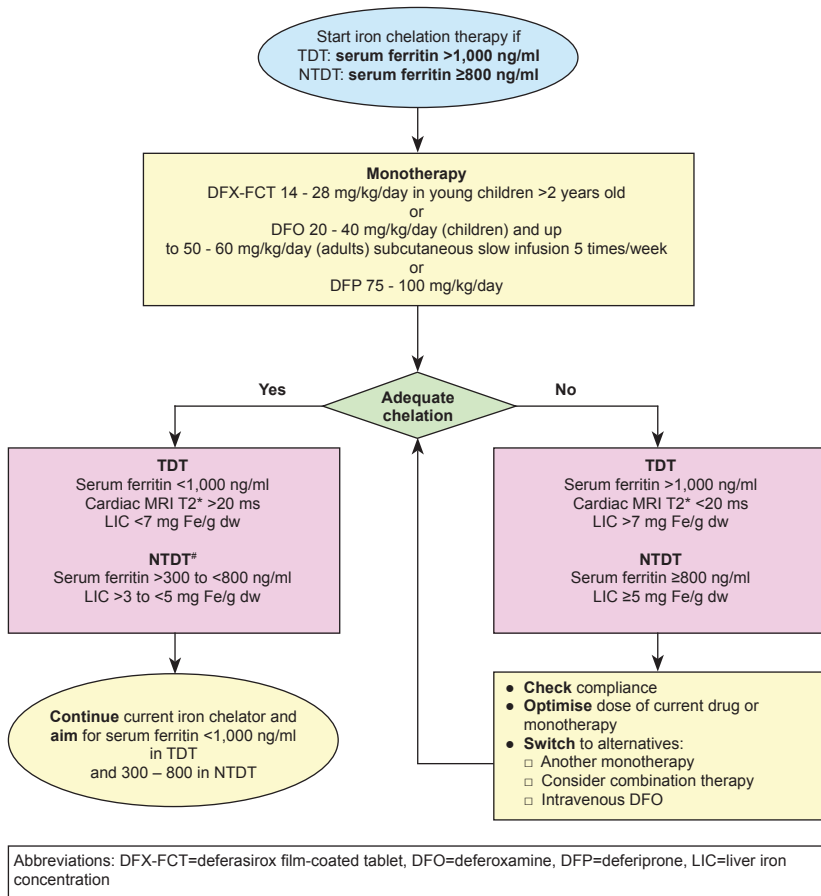 Start iron chelation therapy if
TDT: serum ferritin >1,000 ng/ml
NTDT: serum ferritin ≥800 ng/ml
Monotherapy
DFX-FCT 14 - 28 mg/kg/day in young children >2 years old
or
DFO 20 - 40 mg/kg/day (children) and up
to 50 - 60 mg/kg/day (adults) subcutaneous slow infusion 5 times/week
or
DFP 75 - 100 mg/kg/day
Yes
Adequate
chelation
No
TDT
Serum ferritin <1,000 ng/ml
Cardiac MRI T2* >20 ms
LIC <7 mg Fe/g dw
NTDT#
Serum ferritin >300 to <800 ng/ml
LIC >3 to <5 mg Fe/g dw
TDT
Serum ferritin >1,000 ng/ml
Cardiac MRI T2* <20 ms
LIC >7 mg Fe/g dw
NTDT
Serum ferritin ≥800 ng/ml
LIC ≥5 mg Fe/g dw
Continue current iron chelator and
aim for serum ferritin <1,000 ng/ml
in TDT
and 300 – 800 in NTDT
● Check compliance
● Optimise dose of current drug or
monotherapy
● Switch to alternatives:
□ Another monotherapy
□ Consider combination therapy
□ Intravenous DFO
Abbreviations: DFX-FCT=deferasirox film-coated tablet, DFO=deferoxamine, DFP=deferiprone, LIC=liver iron
concentration